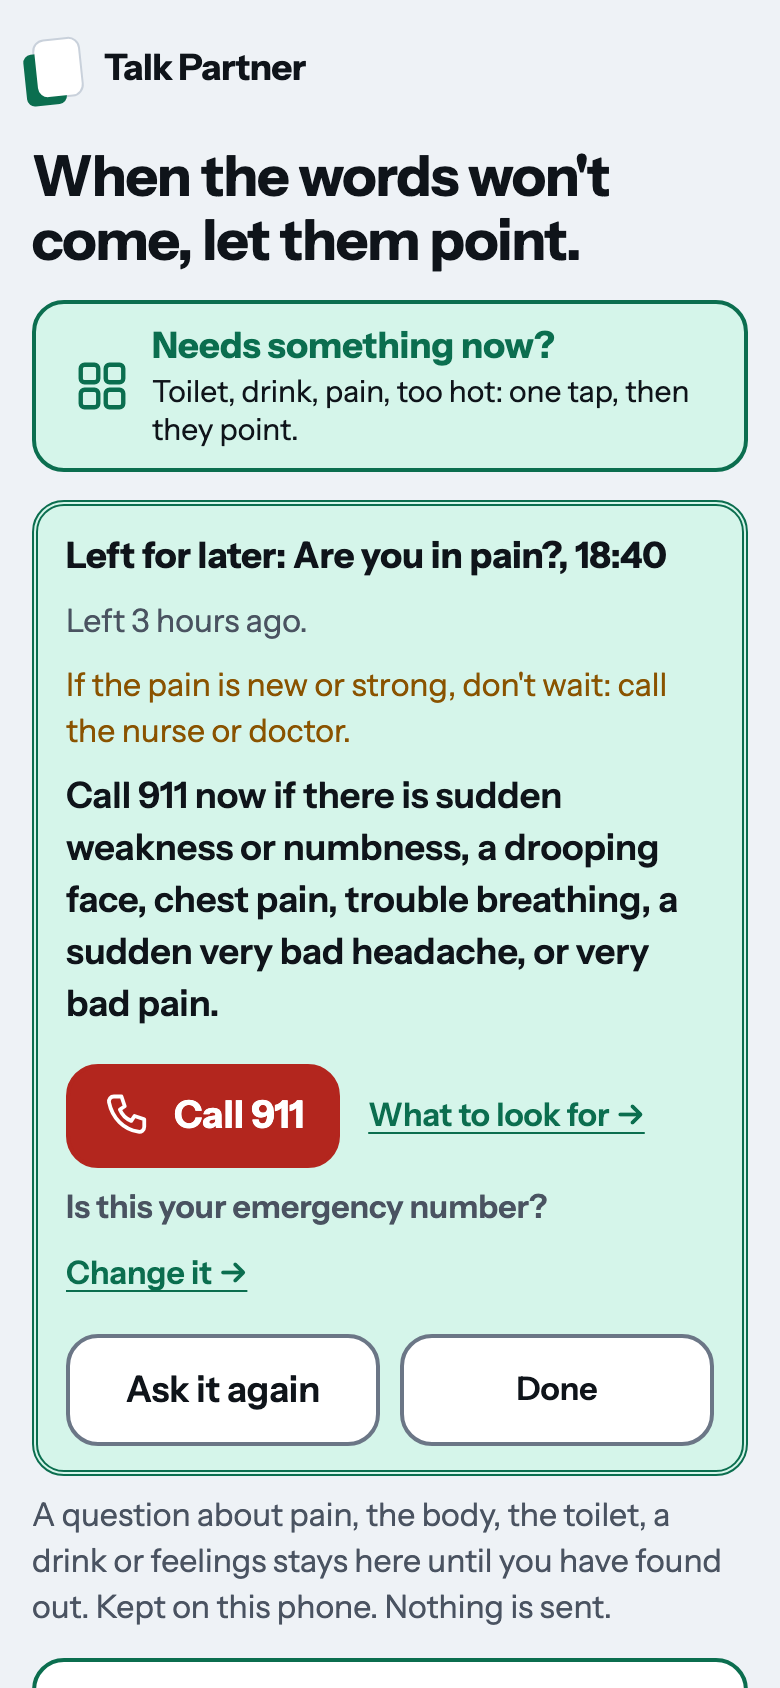 Talk Partner
When the words won't
come, let them point.
Needs something now?
Toilet, drink, pain, too hot: one tap, then
they point.
Left for later: Are you in pain?, 18:40
Left 3 hours ago.
If the pain is new or strong, don't wait: call
the nurse or doctor.
Call 911 now if there is sudden
weakness or numbness, a drooping
face, chest pain, trouble breathing, a
sudden very bad headache, or very
bad pain.
Call 911
What to look for →
Is this your emergency number?
Change it →
Ask it again
Done
A question about pain, the body, the toilet, a
drink or feelings stays here until you have found
out. Kept on this phone. Nothing is sent.